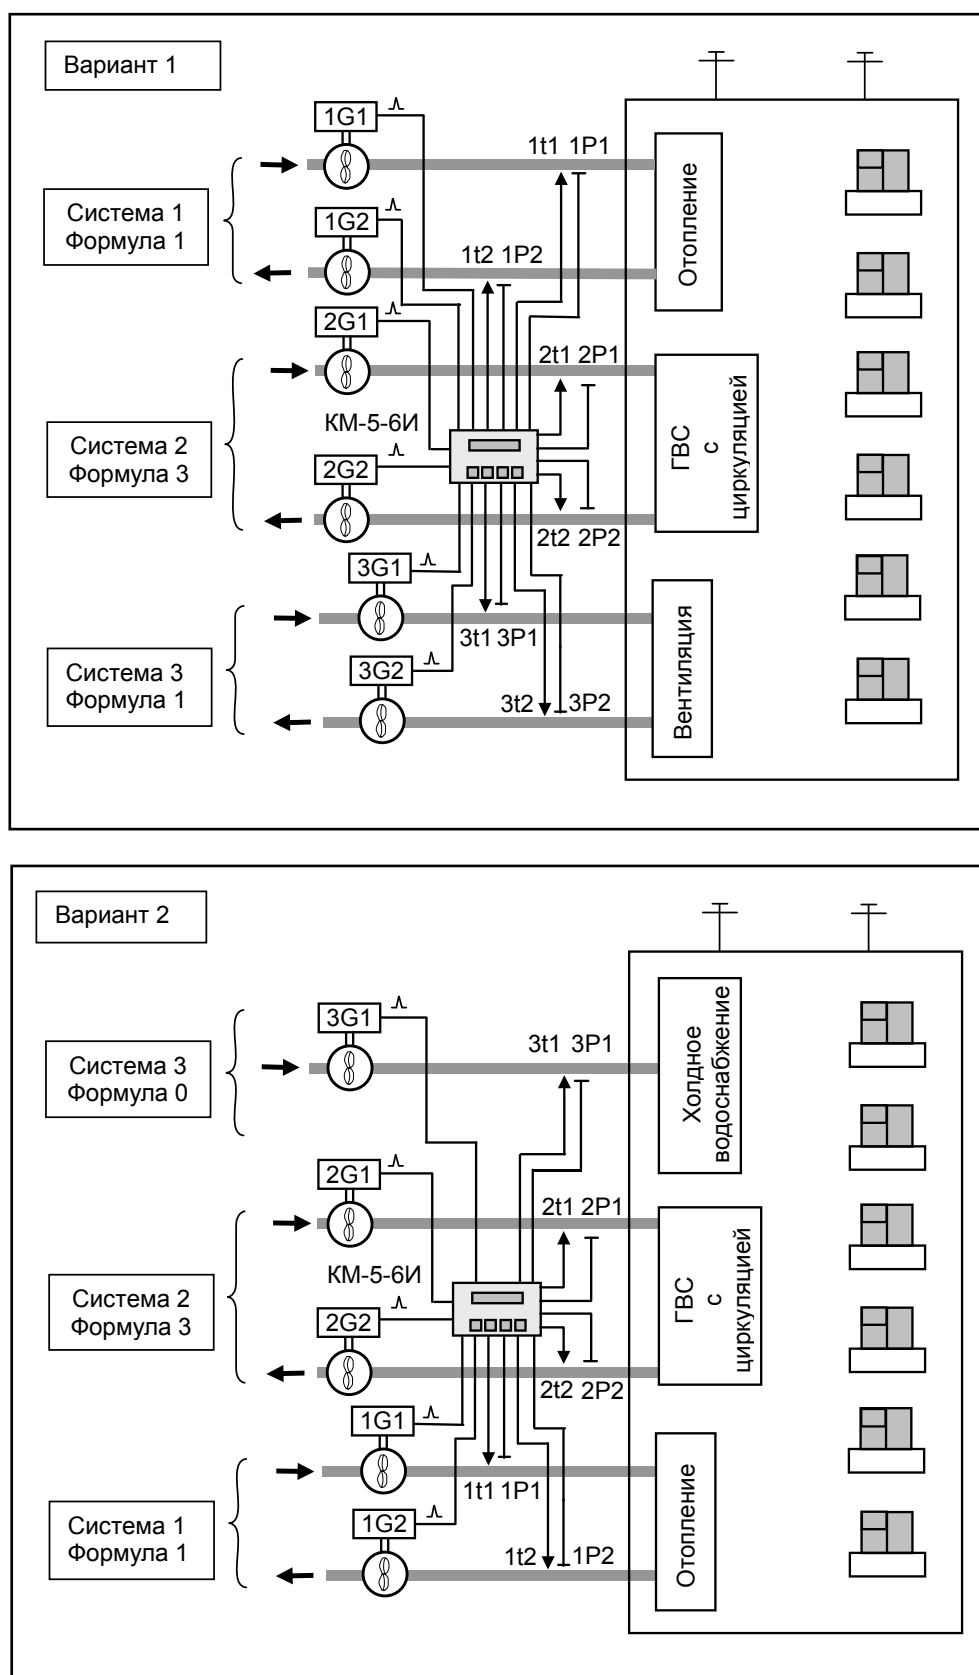 Вариант 1
1G1
1t1 1P1
Отопление
Система 1
Формула 1
1G2
1t2 1P2
2G1
2t1 2P1
КМ-5-6И
ГВС
с
циркуляцией
Система 2
Формула 3
2G2
2t2 2P2
3G1
3t1 3P1
Вентиляция
Система 3
Формула 1
3G2
3t2
3P2
Вариант 2
3G1
3t1 3P1
Холдное
водоснабжение
Система 3
Формула 0
2G1
2t1 2P1
КМ-5-6И
ГВС
с
циркуляцией
Система 2
Формула 3
2G2
2t2 2P2
1G1
1t1 1P1
Отопление
Система 1
Формула 1
1G2
1t2
1P2